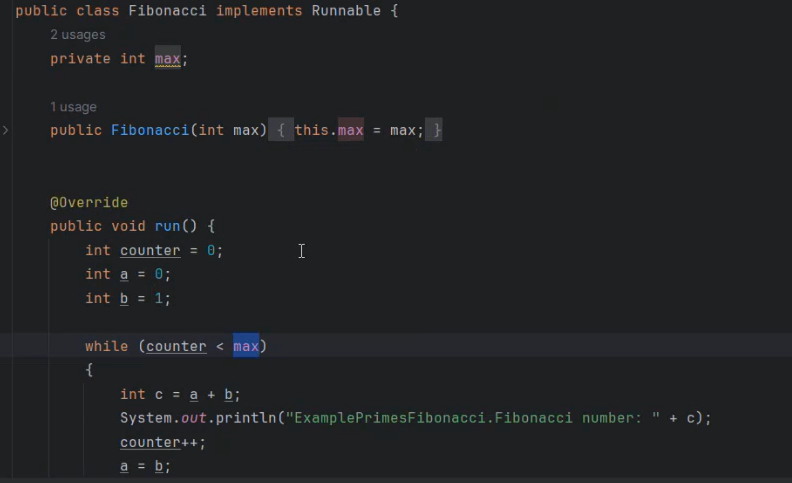 public class Fibonacci implements Runnable {
2 usages
private int max;
1 usage
public Fibonacci(int max) { this.max = max; }
@Override
public void run() {
int counter = 0;
int a = 0;
int b = 1;
while (counter < max)
{
int c = a + b;
System.out.println("ExamplePrimesFibonacci.Fibonacci number: " + c);
counter++;
a = b;